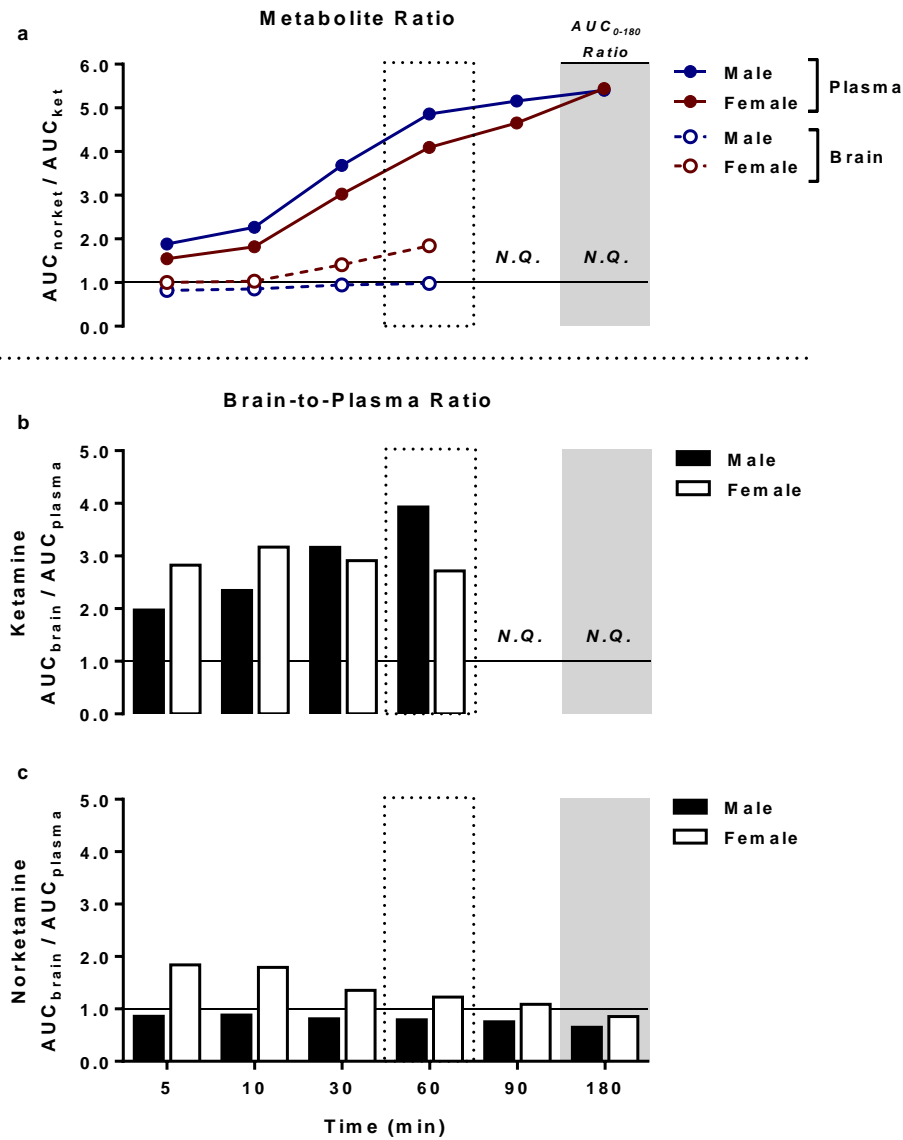 Metabolite Ratio
a
AUC0-180
Ratio
AUCnorket / AUCket
6.0
5.0
4.0
3.0
2.0
1.0
0.0
N.Q.
N.Q.
Male
Female
Plasma
Male
Female
Brain
Brain-to-Plasma Ratio
b
Ketamine
AUCbrain / AUCplasma
5.0
4.0
3.0
2.0
1.0
0.0
N.Q.
N.Q.
Male
Female
c
Norketamine
AUCbrain / AUCplasma
5.0
4.0
3.0
2.0
1.0
0.0
Male
Female
5 10 30 60 90 180
Time (min)